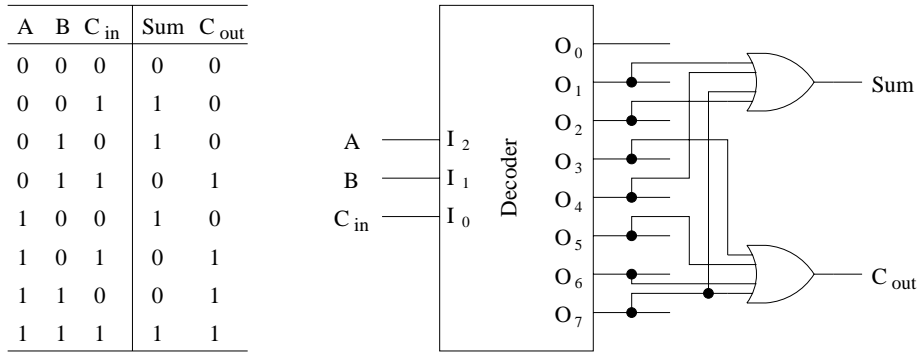 A B C in Sum C out
0 0 0 0 0
0 0 1 1 0
0 1 0 1 0
0 1 1 0 1
1 0 0 1 0
1 0 1 0 1
1 1 0 0 1
1 1 1 1 1
A
B
C in
I 2
I 1
I 0
Decoder
O 0
O 1
O 2
O 3
O 4
O 5
O 6
O 7
Sum
C out